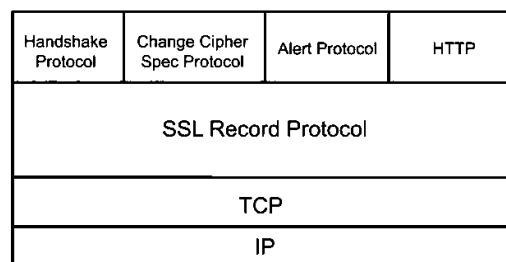 Handshake
Protocol
Change Cipher
Spec Protocol
Alert Protocol
HTTP
SSL Record Protocol
TCP
IP